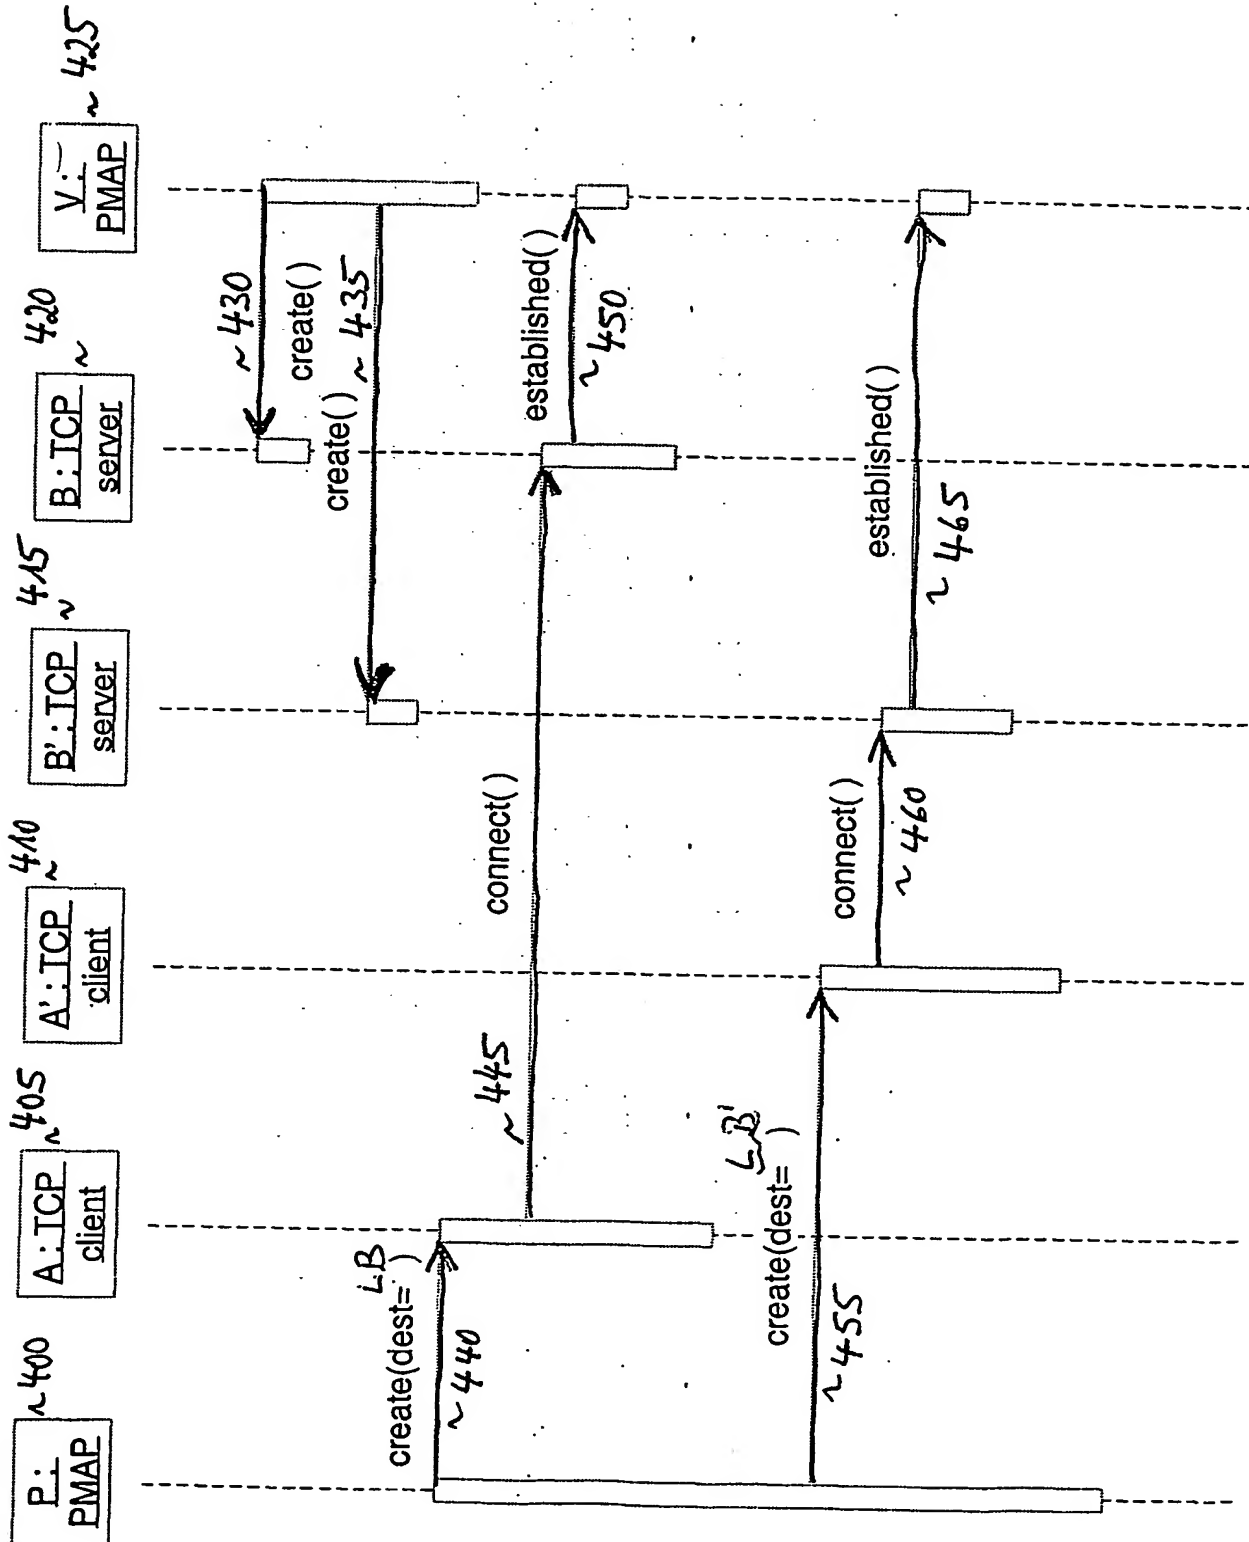 P:
PMAP
~400
A:TCP
client
~405
A':TCP
client
~410
B':TCP
server
~415
B:TCP
server
~420
V:
PMAP
~425
~430
create()
create()
~435
create(dest=LB)
~440
~445
connect()
established()
~450
create(dest=LB')
~455
connect()
~460
established()
~465